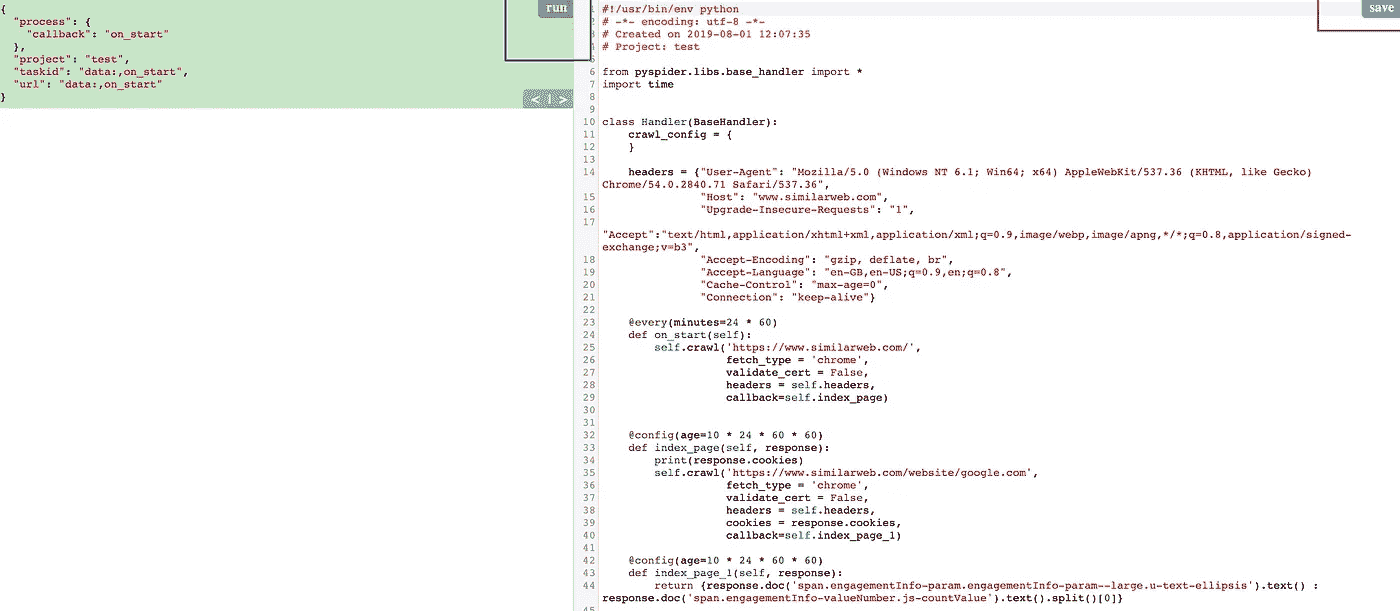 {
"process": {
"callback": "on_start"
},
"project": "test",
"taskid": "data:,on_start",
"url": "data:,on_start"
}
run
< 1 >
save
#!/usr/bin/env python
# -*- encoding: utf-8 -*-
# Created on 2019-08-01 12:07:35
# Project: test
6 from pyspider.libs.base_handler import *
7 import time
8
9
10 class Handler(BaseHandler):
11 crawl_config = {
12 }
13
14 headers = {"User-Agent": "Mozilla/5.0 (Windows NT 6.1; Win64; x64) AppleWebKit/537.36 (KHTML, like Gecko)
Chrome/54.0.2840.71 Safari/537.36",
15 "Host": "www.similarweb.com",
16 "Upgrade-Insecure-Requests": "1",
17
"Accept":"text/html,application/xhtml+xml,application/xml;q=0.9,image/webp,image/apng,*/*;q=0.8,application/signed-
exchange;v=b3",
18 "Accept-Encoding": "gzip, deflate, br",
19 "Accept-Language": "en-GB,en-US;q=0.9,en;q=0.8",
20 "Cache-Control": "max-age=0",
21 "Connection": "keep-alive"}
22
23 @every(minutes=24 * 60)
24 def on_start(self):
25 self.crawl('https://www.similarweb.com/',
26 fetch_type = 'chrome',
27 validate_cert = False,
28 headers = self.headers,
29 callback=self.index_page)
30
31
32 @config(age=10 * 24 * 60 * 60)
33 def index_page(self, response):
34 print(response.cookies)
35 self.crawl('https://www.similarweb.com/website/google.com',
36 fetch_type = 'chrome',
37 validate_cert = False,
38 headers = self.headers,
39 cookies = response.cookies,
40 callback=self.index_page_1)
41
42 @config(age=10 * 24 * 60 * 60)
43 def index_page_1(self, response):
44 return {response.doc('span.engagementInfo-param.engagementInfo-param--large.u-text-ellipsis').text() :
response.doc('span.engagementInfo-valueNumber.js-countValue').text().split()[0]}